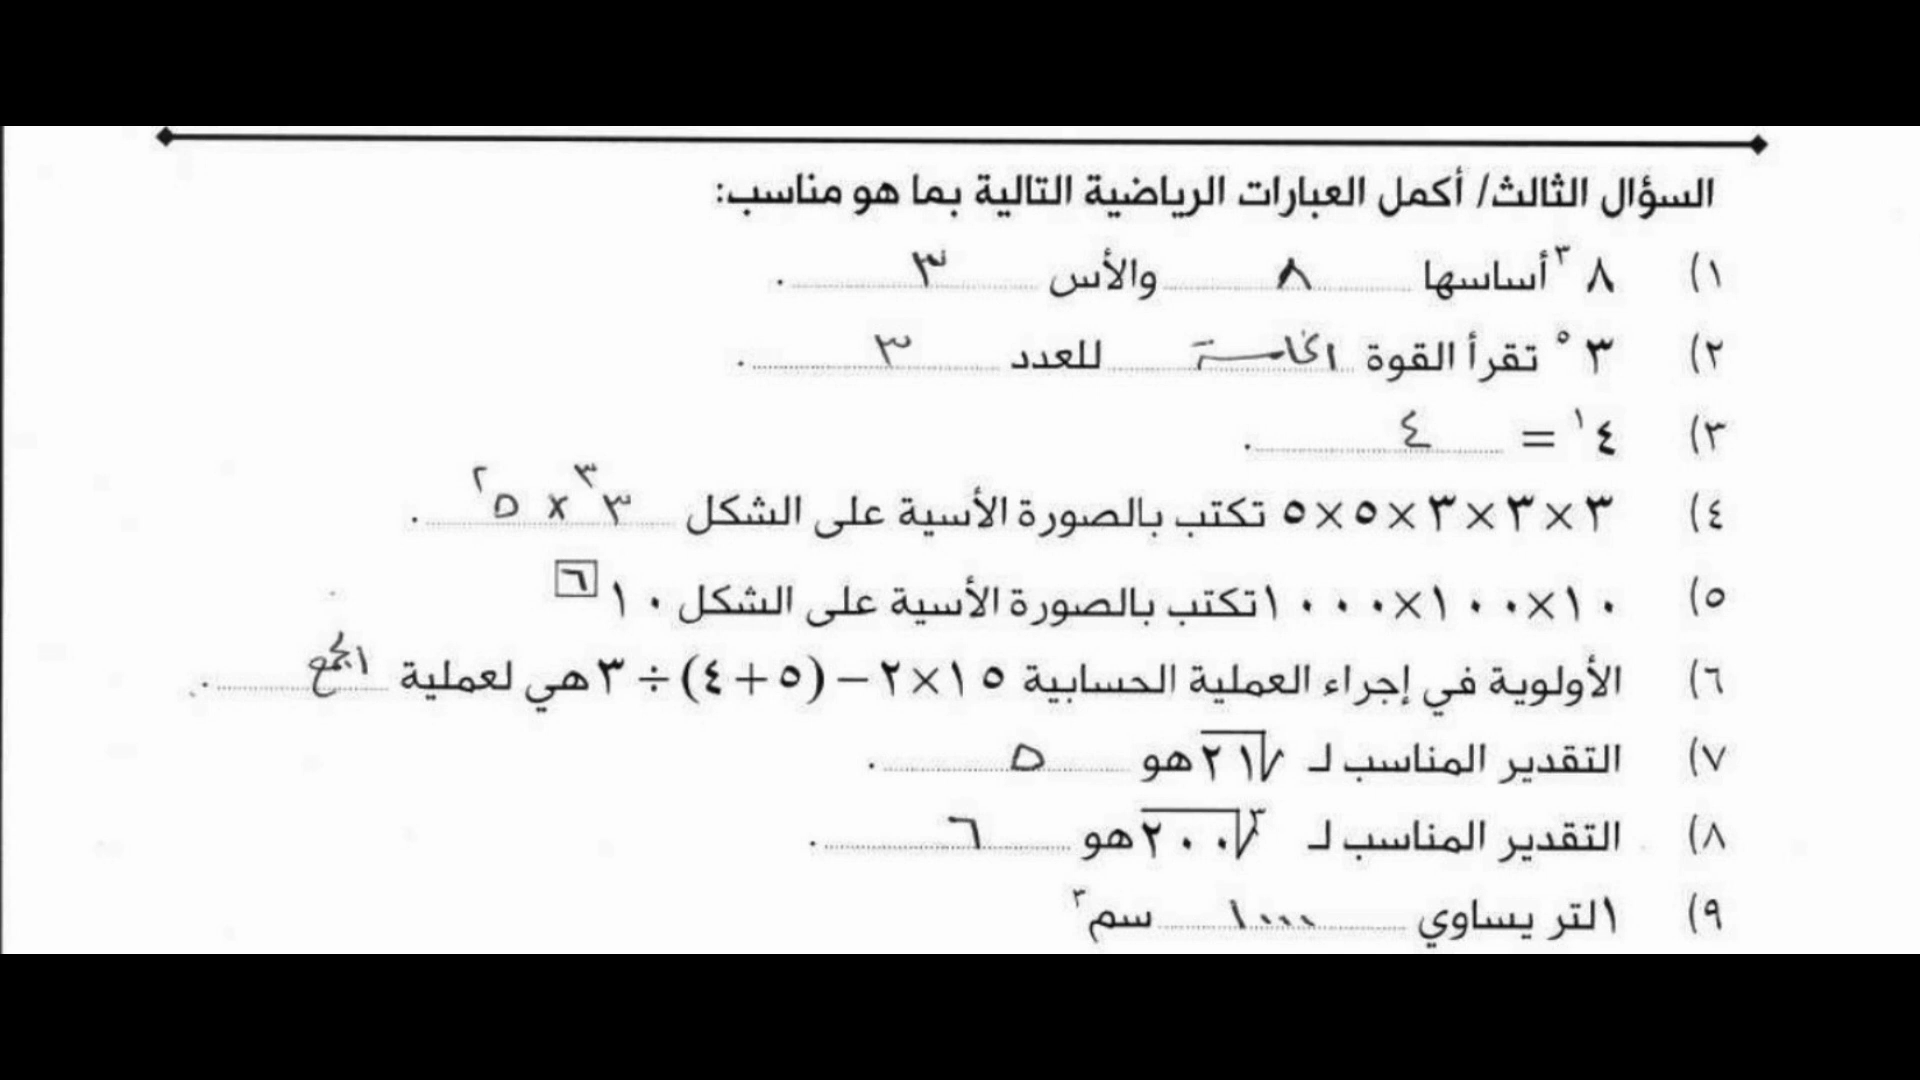 السؤال الثالث/ أكمل العبارات الرياضية التالية بما هو مناسب:
١) ٨^٣ أساسها ٨ والأس ٣ .
٢) ٣^٥ تقرأ القوة الخامسة للعدد ٣ .
٣) ٤^١ = ٤ .
٤) ٣×٣×٣×٥×٥ تكتب بالصورة الأسية على الشكل ٣^٣ × ٥^٢ .
٥) ١٠×١٠٠×١٠٠٠ تكتب بالصورة الأسية على الشكل ١٠^٦
٦) الأولوية في إجراء العملية الحسابية ١٥×٢ − (٥+٤) ÷ ٣ هي لعملية الجمع .
٧) التقدير المناسب لـ √٢١ هو ٥ .
٨) التقدير المناسب لـ ∛٢٠٠ هو ٦ .
٩) ١ لتر يساوي ١٠٠٠ سم^٣